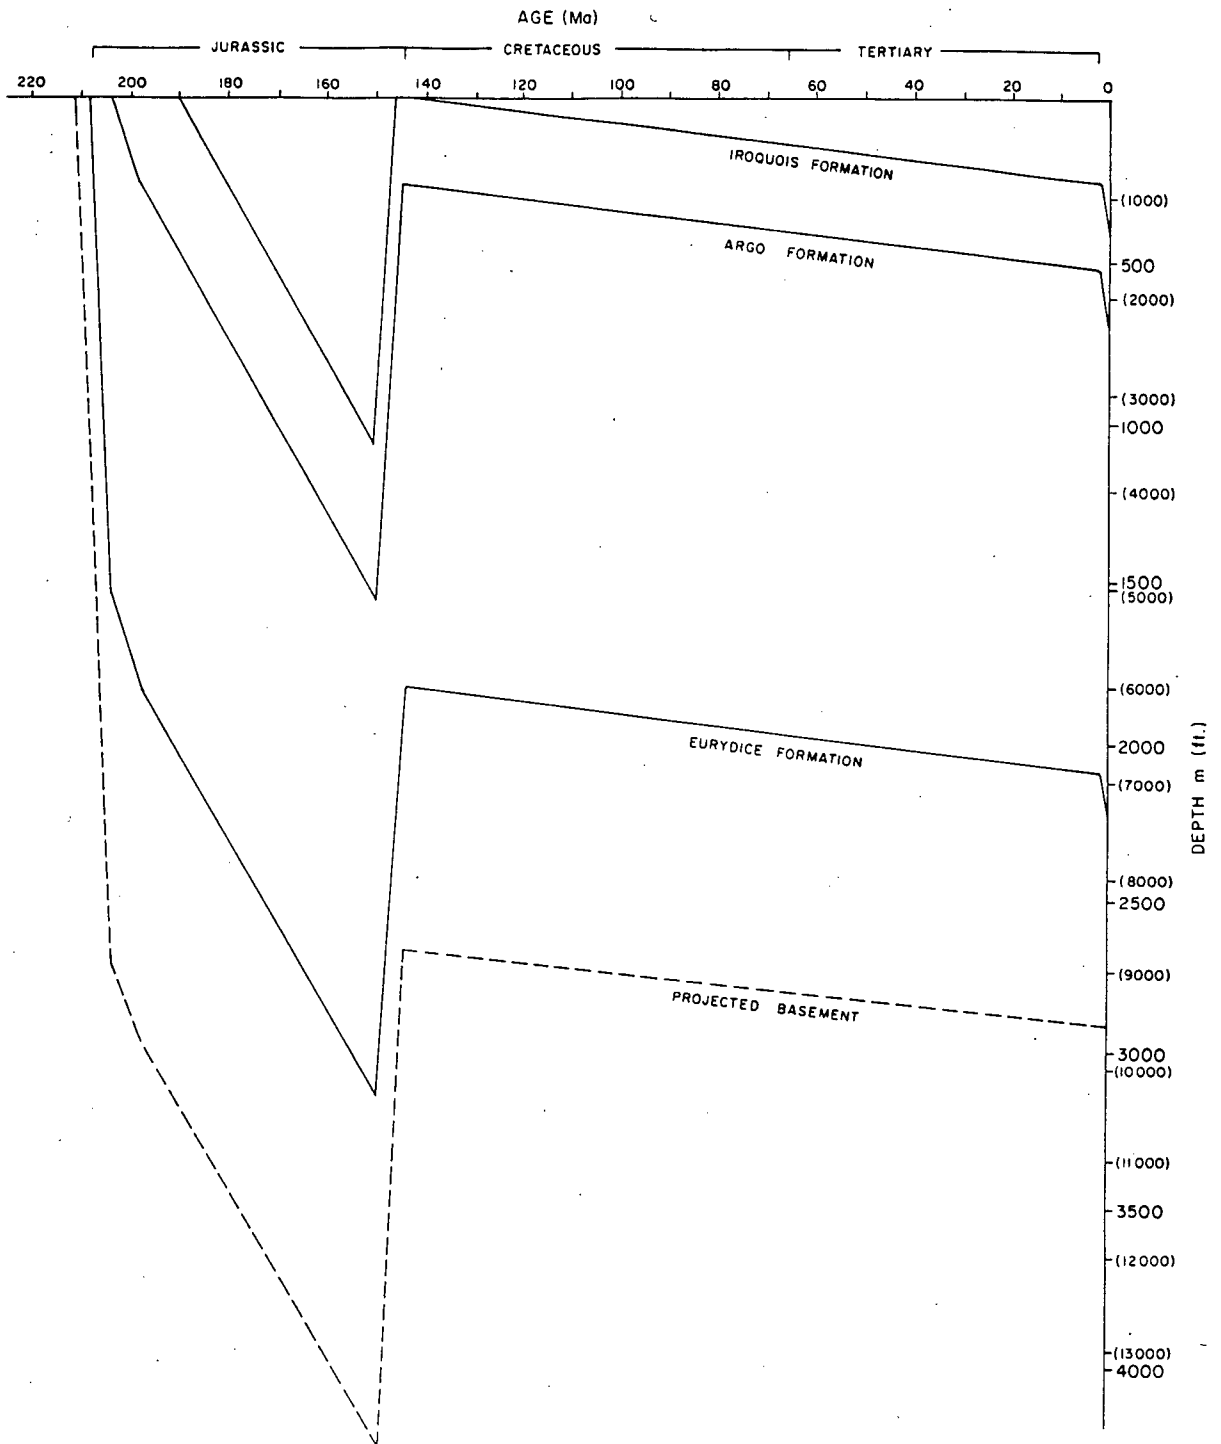 AGE (Ma)
JURASSIC CRETACEOUS TERTIARY
220 200 180 160 140 120 100 80 60 40 20 0
IROQUOIS FORMATION
(1000)
ARGO FORMATION
500
(2000)
(3000)
1000
(4000)
1500
(5000)
(6000)
EURYDICE FORMATION
2000
(7000)
DEPTH m (ft.)
(8000)
2500
(9000)
PROJECTED BASEMENT
3000
(10000)
(11000)
3500
(12000)
(13000)
4000